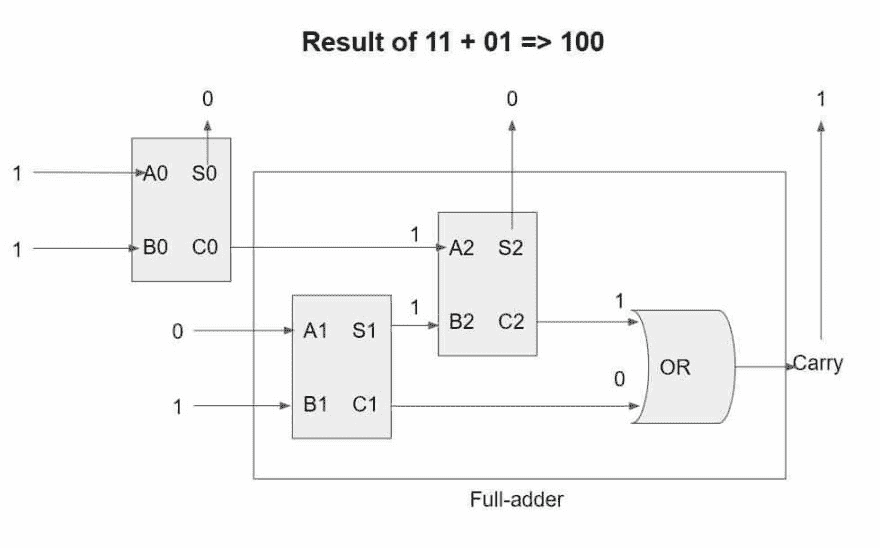 Result of 11 + 01 => 100
0 0 1
1 A0 S0
1 B0 C0 1 A2 S2
0 A1 S1 1 B2 C2 1
OR Carry
0
1 B1 C1
Full-adder